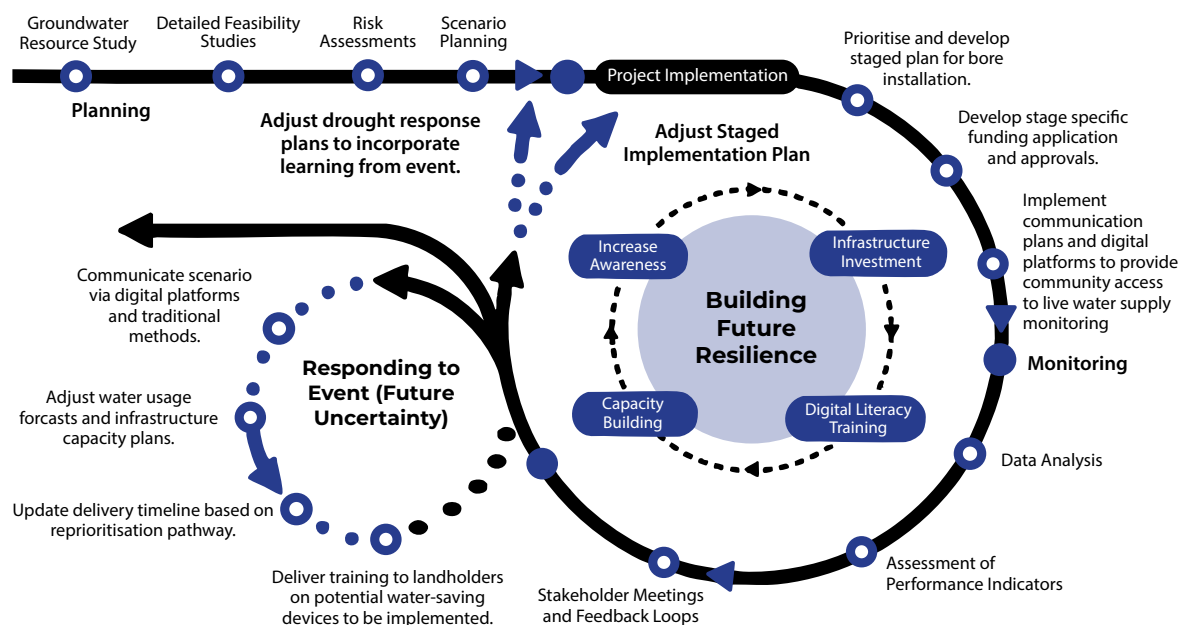 Groundwater
Resource Study
Detailed Feasibility
Studies
Risk
Assessments
Scenario
Planning
Planning
Project Implementation
Prioritise and develop
staged plan for bore
installation.
Develop stage specific
funding application
and approvals.
Implement
communication
plans and digital
platforms to provide
community access
to live water supply
monitoring
Monitoring
Data Analysis
Assessment of
Performance Indicators
Stakeholder Meetings
and Feedback Loops
Adjust drought response
plans to incorporate
learning from event.
Adjust Staged
Implementation Plan
Increase
Awareness
Infrastructure
Investment
Building
Future
Resilience
Capacity
Building
Digital Literacy
Training
Responding to
Event (Future
Uncertainty)
Communicate scenario
via digital platforms
and traditional
methods.
Adjust water usage
forcasts and infrastructure
capacity plans.
Update delivery timeline based on
reprioritisation pathway.
Deliver training to landholders
on potential water-saving
devices to be implemented.